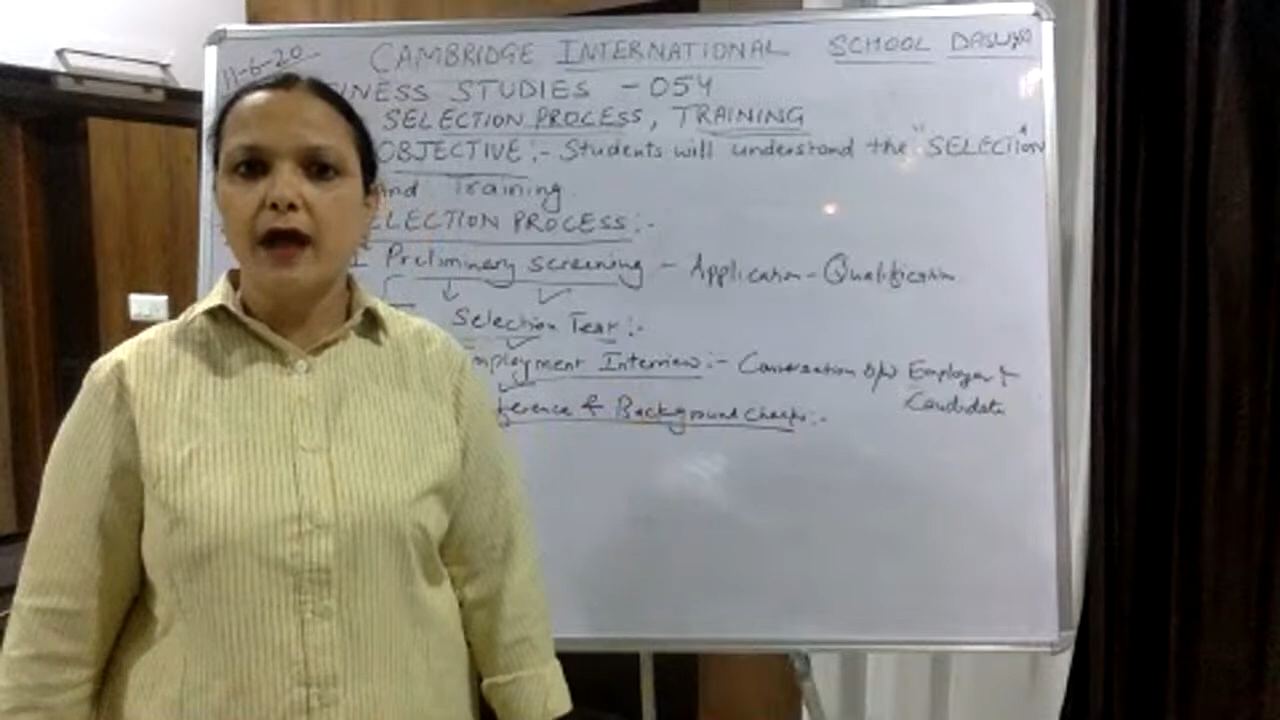 11-6-20 CAMBRIDGE INTERNATIONAL SCHOOL DASUYA
INESS STUDIES - 054
SELECTION PROCESS, TRAINING
OBJECTIVE:- Students will understand the "SELECTION"
And Training
ELECTION PROCESS:-
I Preliminary screening - Application - Qualification
Selection Test:-
mployment Interview:- Conversation b/w Employer &
Candidate
ference & Background checks:-